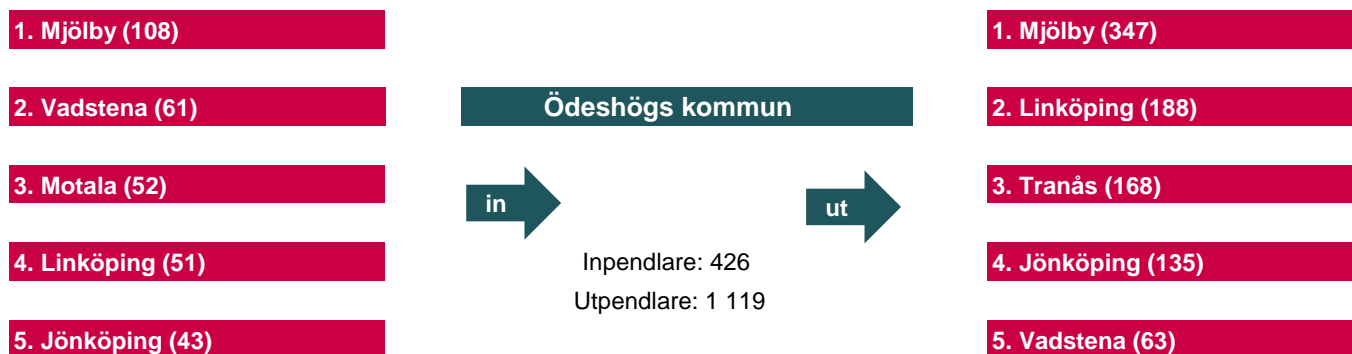 1. Mjölby (108)
2. Vadstena (61)
3. Motala (52)
4. Linköping (51)
5. Jönköping (43)
Ödeshögs kommun
in
ut
Inpendlare: 426
Utpendlare: 1 119
1. Mjölby (347)
2. Linköping (188)
3. Tranås (168)
4. Jönköping (135)
5. Vadstena (63)